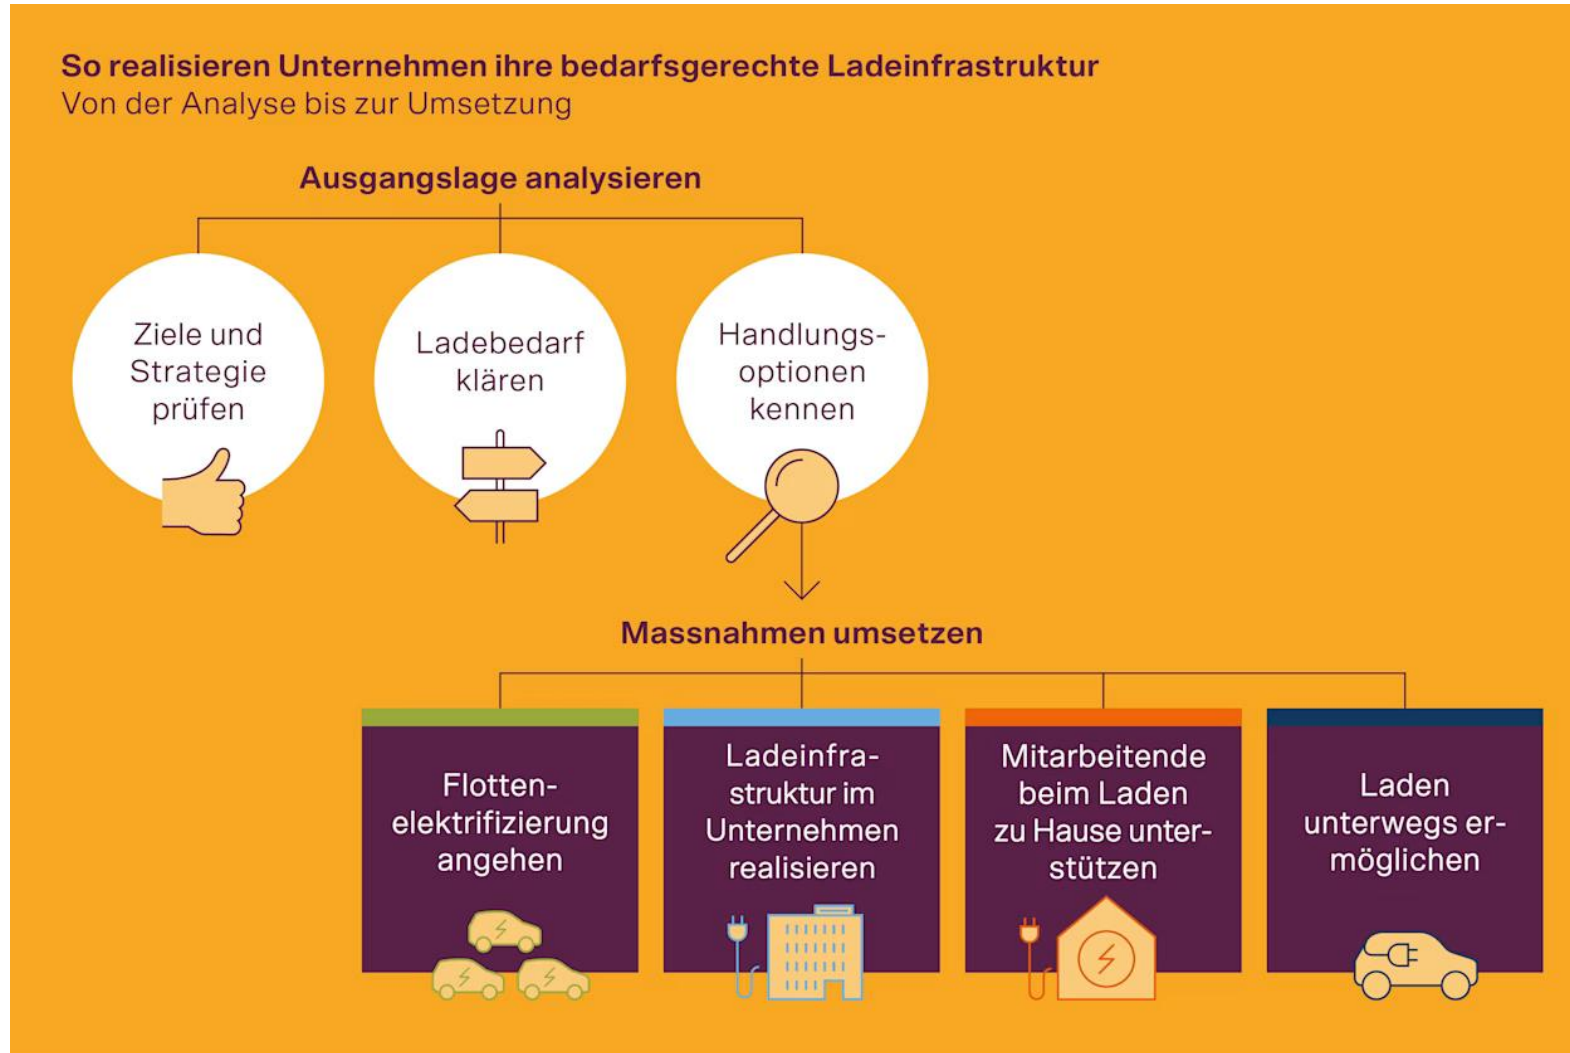 So realisieren Unternehmen ihre bedarfsgerechte Ladeinfrastruktur
Von der Analyse bis zur Umsetzung
Ausgangslage analysieren
Ziele und
Strategie
prüfen
Ladebedarf
klären
Handlungs-
optionen
kennen
Massnahmen umsetzen
Flotten-
elektrifizierung
angehen
Ladeinfra-
struktur im
Unternehmen
realisieren
Mitarbeitende
beim Laden
zu Hause unter-
stützen
Laden
unterwegs er-
möglichen